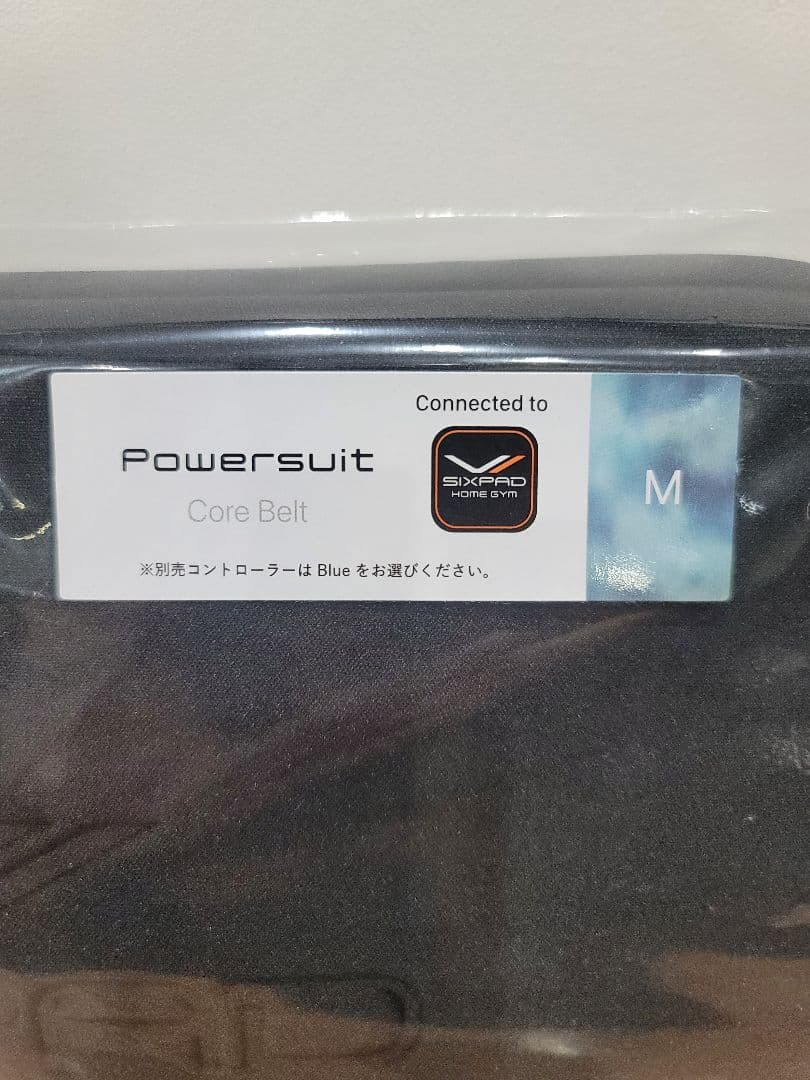 Connected to
Powersuit
Core Belt
SIXPAD
HOME GYM
M
※別売コントローラーは Blue をお選びください。